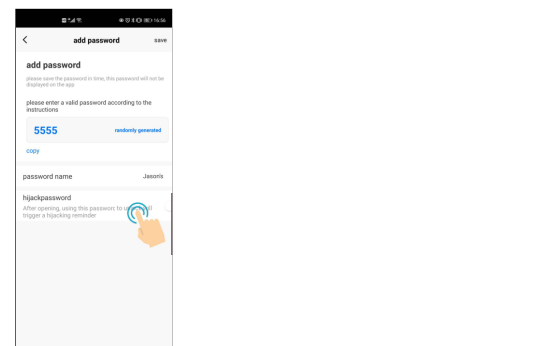 16:56
add password
save
add password
please save the password in time, this password will not be
displayed on the app
please enter a valid password according to the
instructions
5555
randomly generated
copy
password name
Jason's
hijackpassword
After opening, using this password to
trigger a hijacking reminder